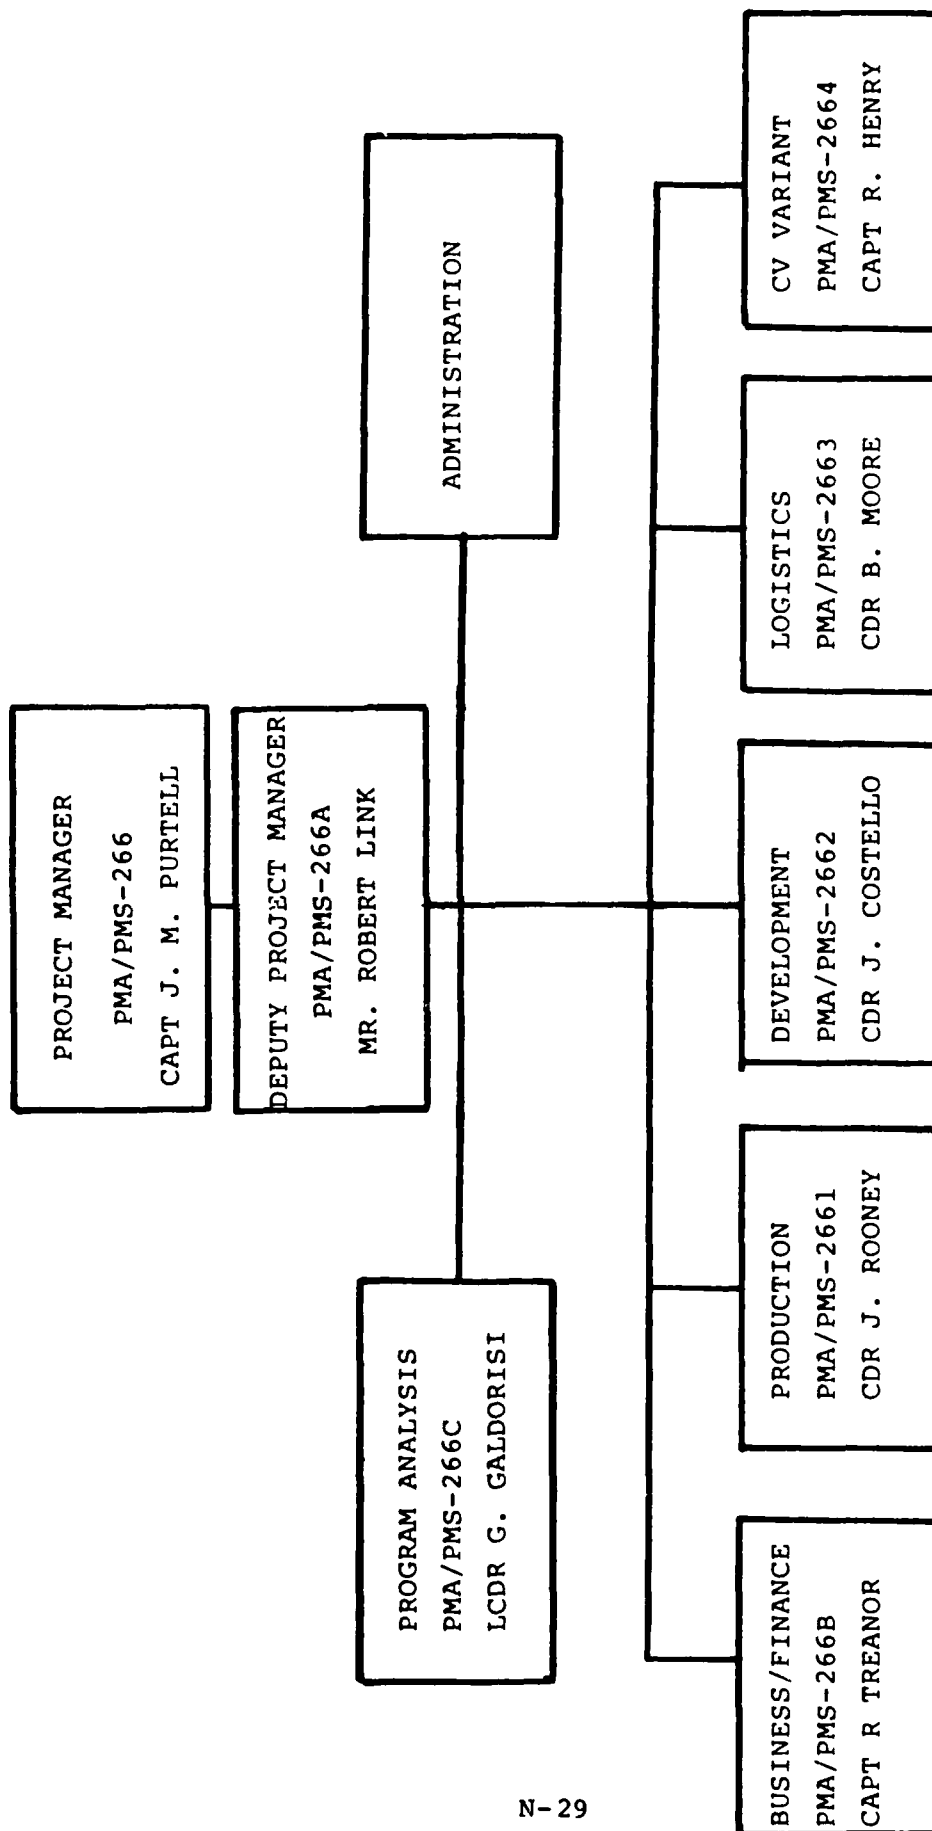 PROJECT MANAGER
PMA/PMS-266
CAPT J. M. PURTELL
DEPUTY PROJECT MANAGER
PMA/PMS-266A
MR. ROBERT LINK
PROGRAM ANALYSIS
PMA/PMS-266C
LCDR G. GALDORISI
ADMINISTRATION
BUSINESS/FINANCE
PMA/PMS-266B
CAPT R TREANOR
PRODUCTION
PMA/PMS-2661
CDR J. ROONEY
DEVELOPMENT
PMA/PMS-2662
CDR J. COSTELLO
LOGISTICS
PMA/PMS-2663
CDR B. MOORE
CV VARIANT
PMA/PMS-2664
CAPT R. HENRY
N-29